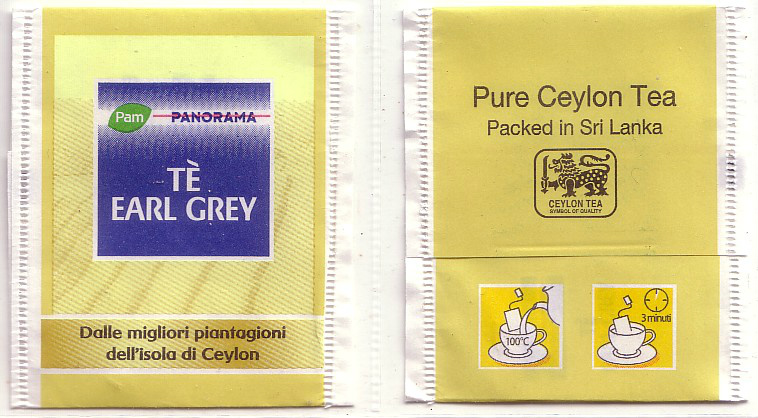 Pam PANORAMA
TÈ
EARL GREY
Dalle migliori piantagioni
dell'isola di Ceylon
Pure Ceylon Tea
Packed in Sri Lanka
CEYLON TEA
SYMBOL OF QUALITY
100°C
3 minuti